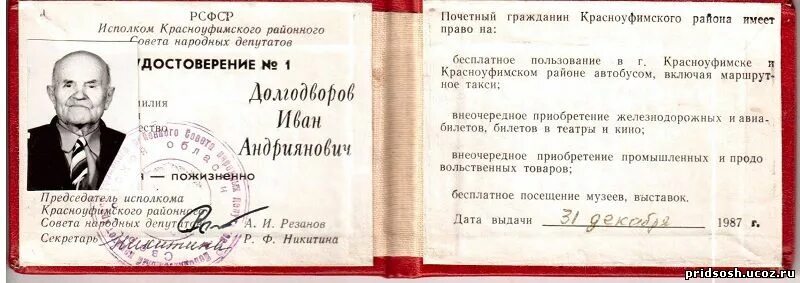 РСФСР
Исполком Красноуфимского районного
Совета народных депутатов
УДОСТОВЕРЕНИЕ № 1
Долгодворов
Иван
Андриянович
— пожизненно
Председатель исполкома
Красноуфимского районного
Совета народных депутатов А. И. Резанов
Секретарь Никитина Р. Ф. Никитина
Почетный гражданин Красноуфимского района имеет
право на:
бесплатное пользование в г. Красноуфимске и
Красноуфимском районе автобусом, включая маршрут-
ное такси;
внеочередное приобретение железнодорожных и авиа-
билетов, билетов в театры и кино;
внеочередное приобретение промышленных и продо
вольственных товаров;
бесплатное посещение музеев, выставок.
Дата выдачи 31 декабря 1987 г.
pridsosh.ucoz.ru